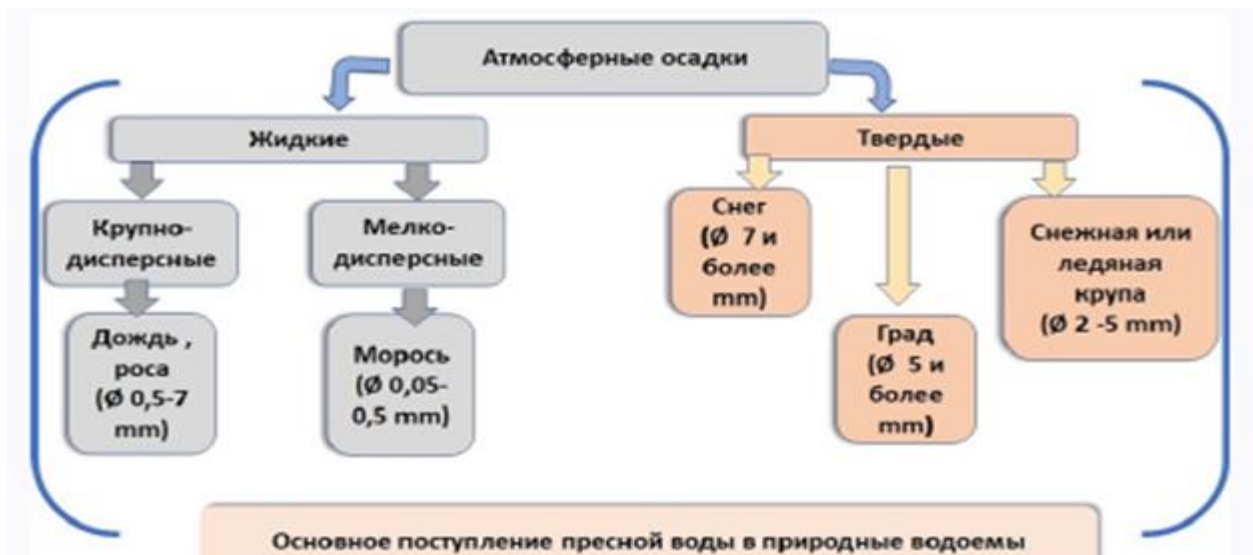 Атмосферные осадки
Жидкие
Твердые
Крупно-
дисперсные
Мелко-
дисперсные
Снег
(Ø 7 и
более
mm)
Снежная или
ледяная
крупа
(Ø 2 -5 mm)
Дождь ,
роса
(Ø 0,5-7
mm)
Морось
(Ø 0,05-
0,5 mm)
Град
(Ø 5 и
более
mm)
Основное поступление пресной воды в природные водоемы